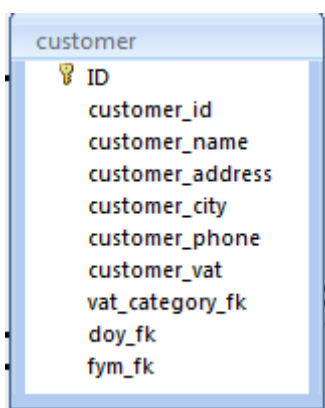 customer
ID
customer_id
customer_name
customer_address
customer_city
customer_phone
customer_vat
vat_category_fk
doy_fk
fym_fk